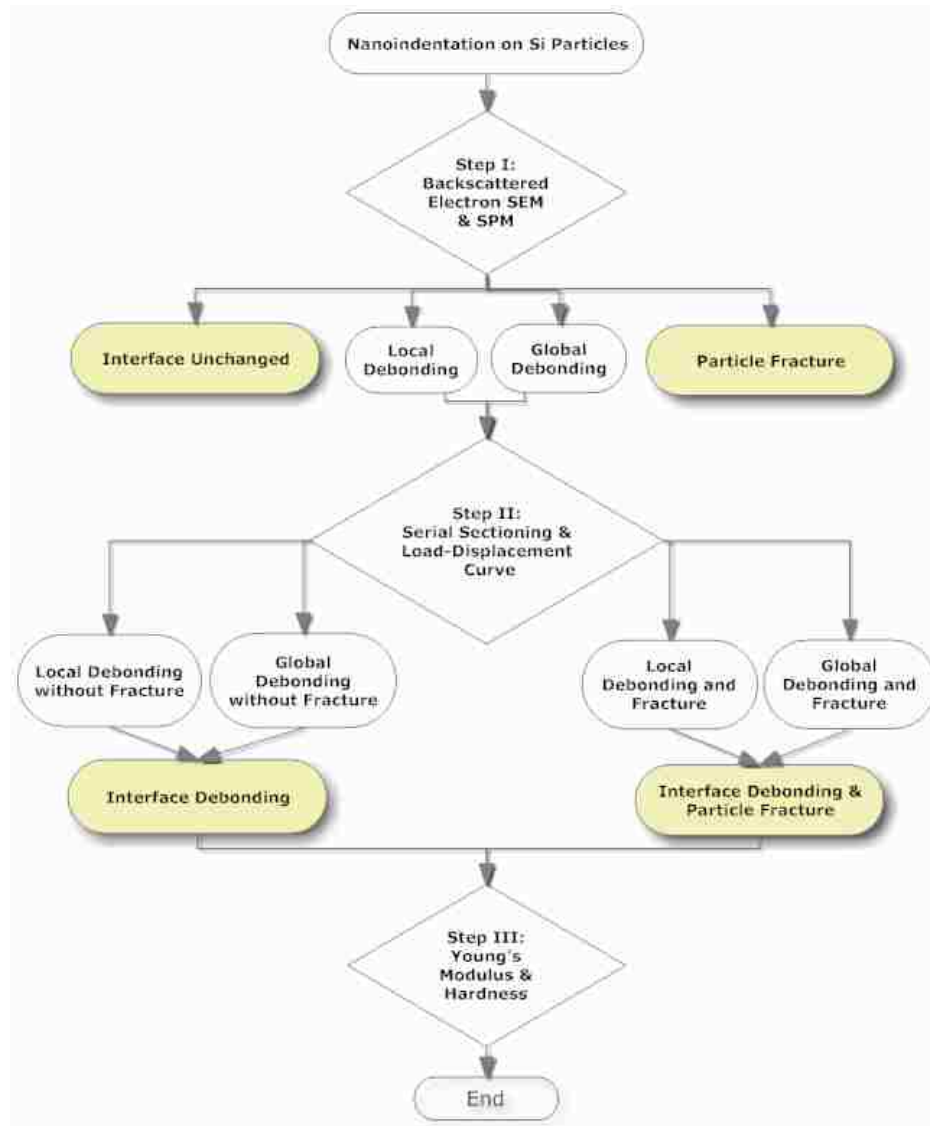 Nanoindentation on Si Particles
Step I:
Backscattered
Electron SEM
& SPM
Interface Unchanged
Local
Debonding
Global
Debonding
Particle Fracture
Step II:
Serial Sectioning &
Load-Displacement
Curve
Local Debonding
without Fracture
Global
Debonding
without Fracture
Local
Debonding and
Fracture
Global
Debonding and
Fracture
Interface Debonding
Interface Debonding &
Particle Fracture
Step III:
Young's
Modulus &
Hardness
End